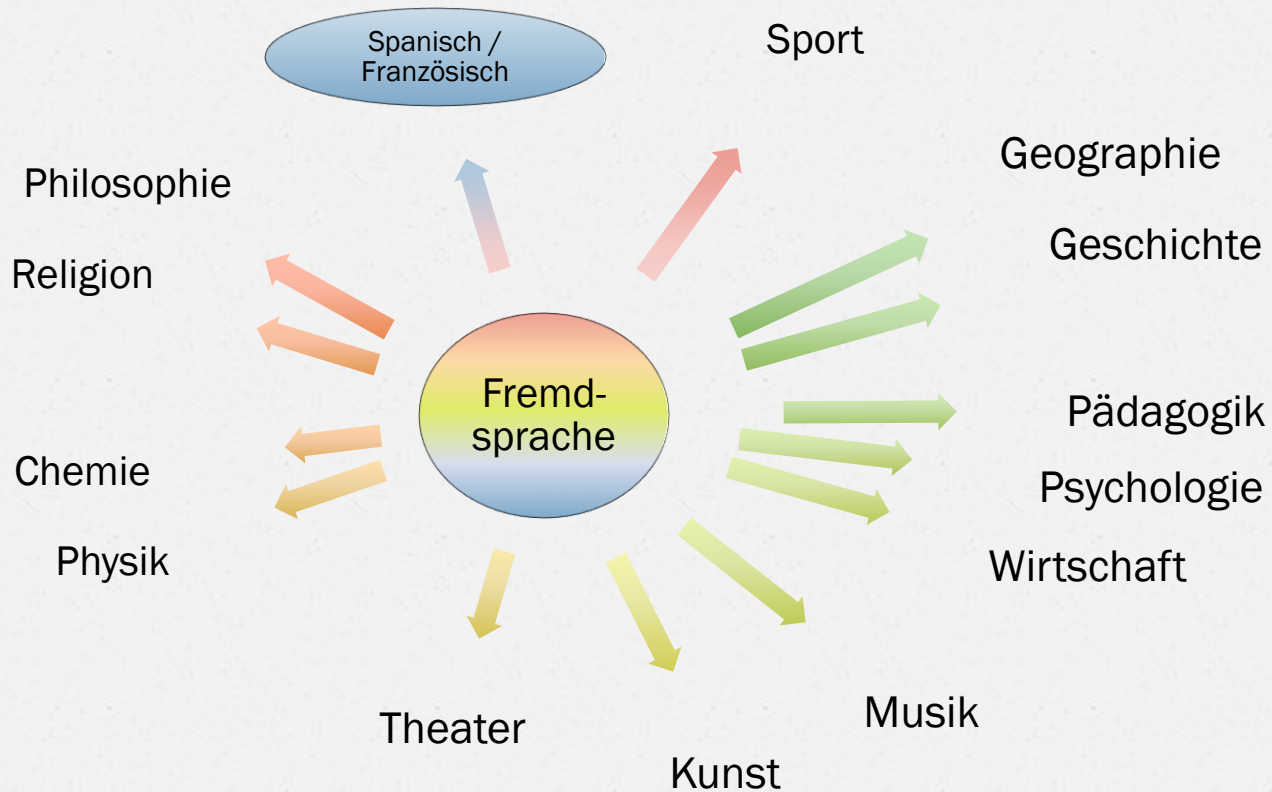 Spanisch /
Französisch
Sport
Geographie
Philosophie
Geschichte
Religion
Fremd-
sprache
Pädagogik
Chemie
Psychologie
Physik
Wirtschaft
Musik
Theater
Kunst